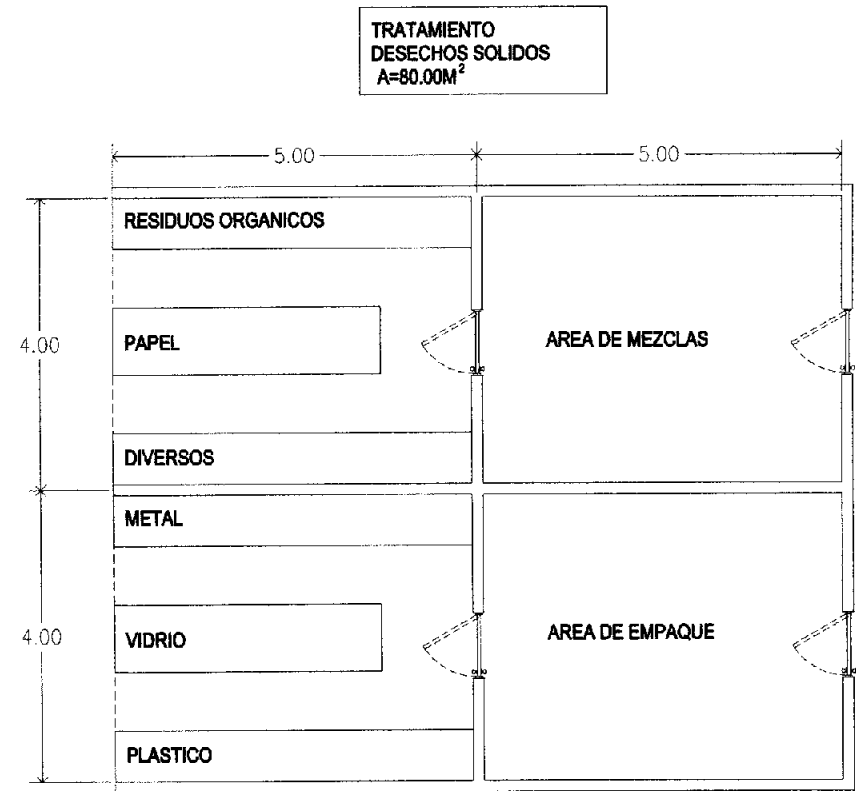 TRATAMIENTO
DESECHOS SOLIDOS
A=80.00M²
5.00
5.00
RESIDUOS ORGANICOS
4.00
PAPEL
AREA DE MEZCLAS
DIVERSOS
METAL
4.00
VIDRIO
AREA DE EMPAQUE
PLASTICO